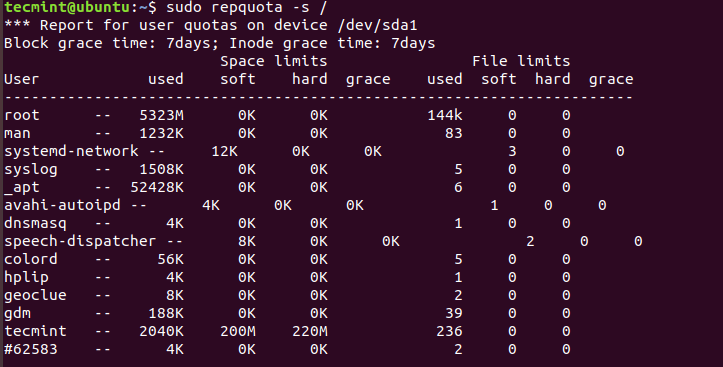 tecmint@ubuntu:~$ sudo repquota -s /
*** Report for user quotas on device /dev/sda1
Block grace time: 7days; Inode grace time: 7days
                        Space limits                File limits
User            used    soft    hard  grace    used  soft  hard  grace
----------------------------------------------------------------------
root      --   5323M      0K      0K           144k     0     0
man       --   1232K      0K      0K             83     0     0
systemd-network --     12K      0K      0K              3     0     0
syslog    --   1508K      0K      0K              5     0     0
_apt      --  52428K      0K      0K              6     0     0
avahi-autoipd --      4K      0K      0K              1     0     0
dnsmasq   --      4K      0K      0K              1     0     0
speech-dispatcher --      8K      0K      0K              2     0     0
colord    --     56K      0K      0K              5     0     0
hplip     --      4K      0K      0K              1     0     0
geoclue   --      8K      0K      0K              2     0     0
gdm       --    188K      0K      0K             39     0     0
tecmint   --   2040K    200M    220M            236     0     0
#62583    --      4K      0K      0K              2     0     0